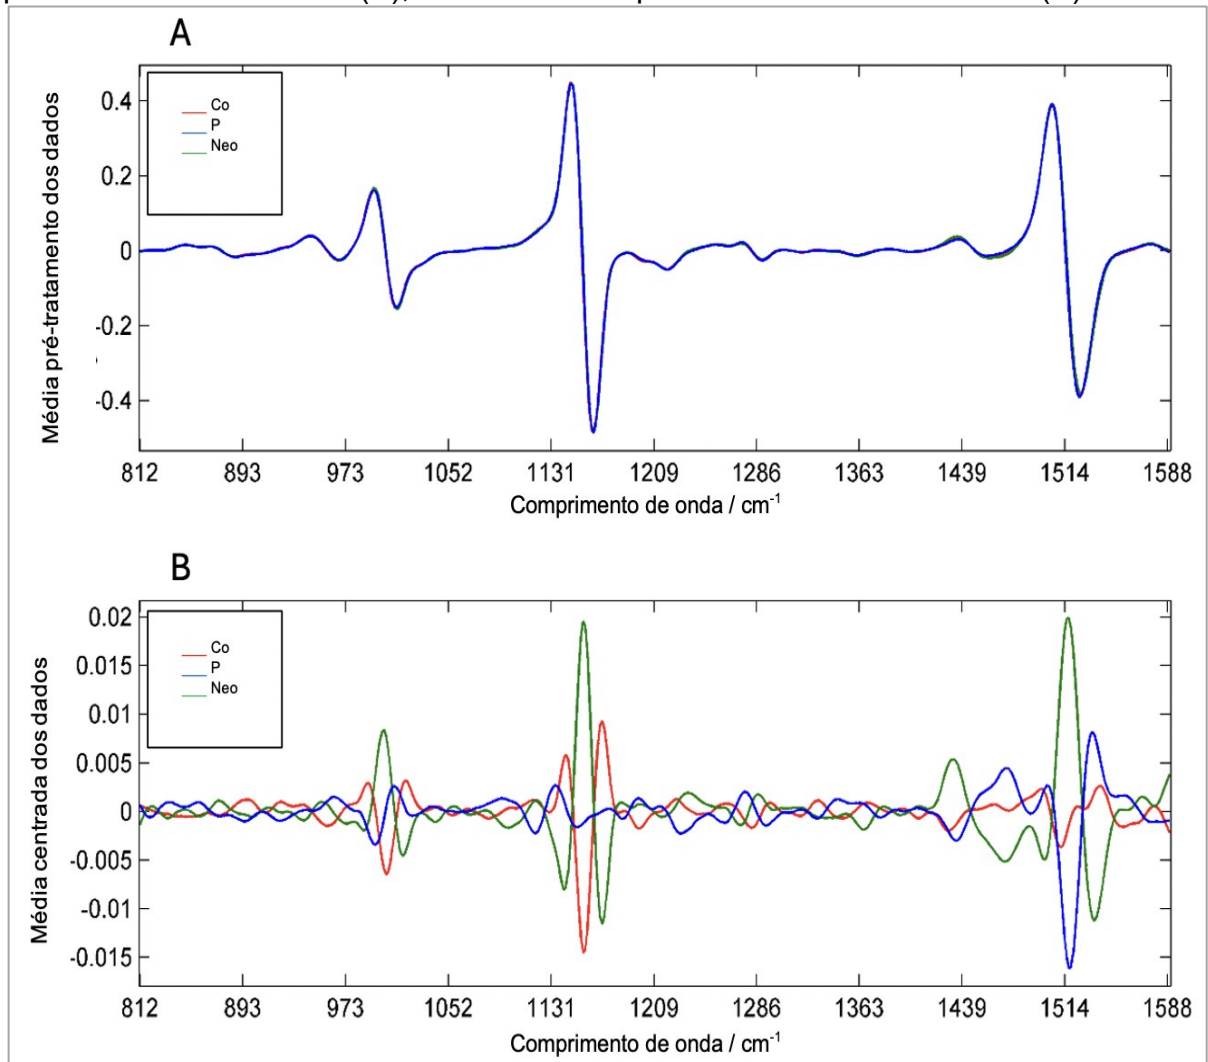 A
Média pré-tratamento dos dados
Co
P
Neo
0.4
0.2
0
-0.2
-0.4
812 893 973 1052 1131 1209 1286 1363 1439 1514 1588
Comprimento de onda / cm-1
B
Média centrada dos dados
Co
P
Neo
0.02
0.015
0.01
0.005
0
-0.005
-0.01
-0.015
812 893 973 1052 1131 1209 1286 1363 1439 1514 1588
Comprimento de onda / cm-1